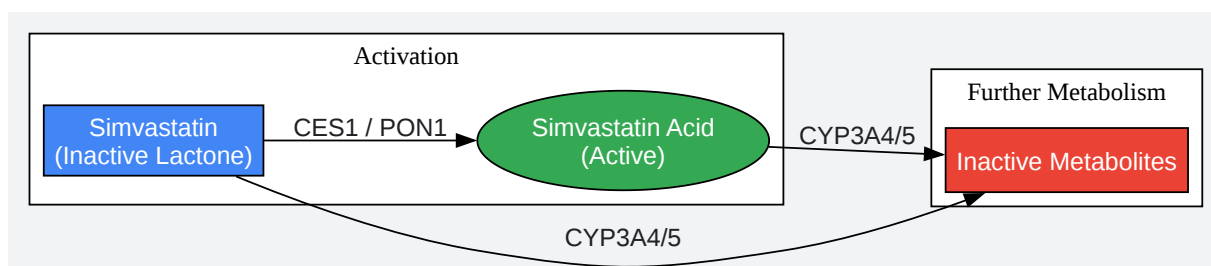 Activation
Simvastatin
(Inactive Lactone)
CES1 / PON1
Simvastatin Acid
(Active)
CYP3A4/5
Further Metabolism
Inactive Metabolites
CYP3A4/5